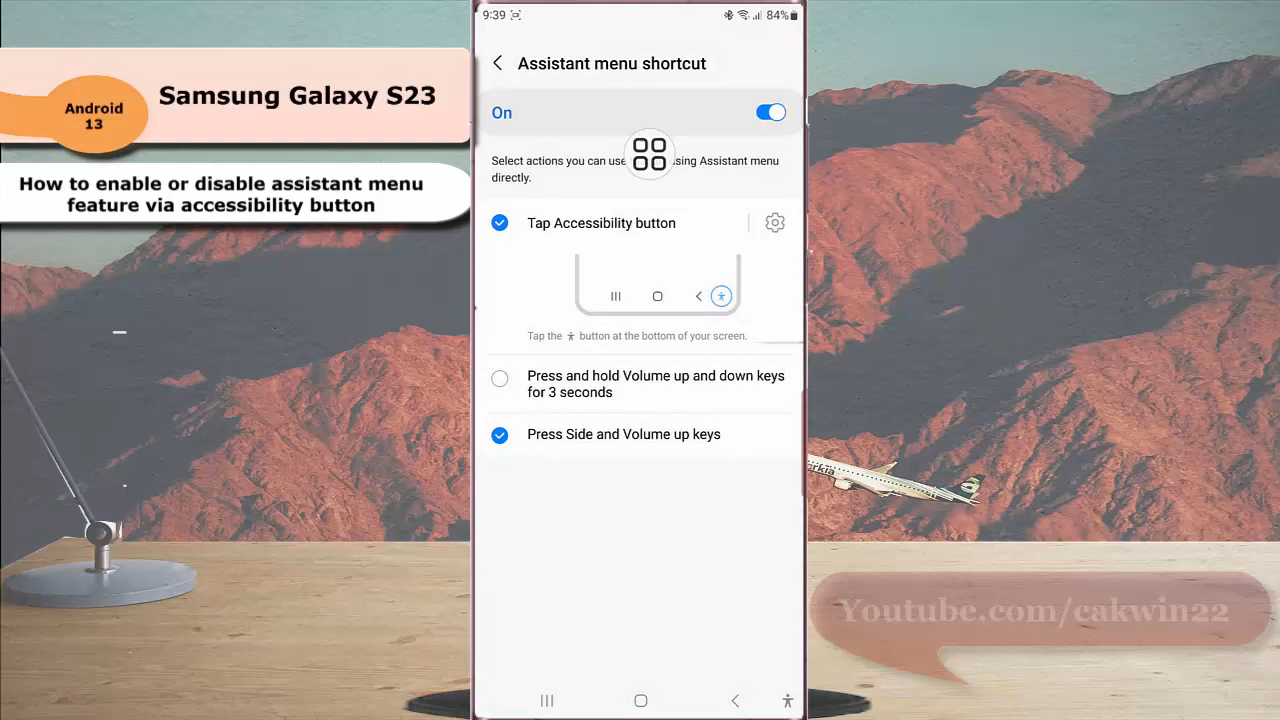 Android
13
Samsung Galaxy S23
How to enable or disable assistant menu
feature via accessibility button
9:39
84%
Assistant menu shortcut
On
Select actions you can use sing Assistant menu
directly.
Tap Accessibility button
Tap the button at the bottom of your screen.
Press and hold Volume up and down keys
for 3 seconds
Press Side and Volume up keys
Youtube.com/cakwin22